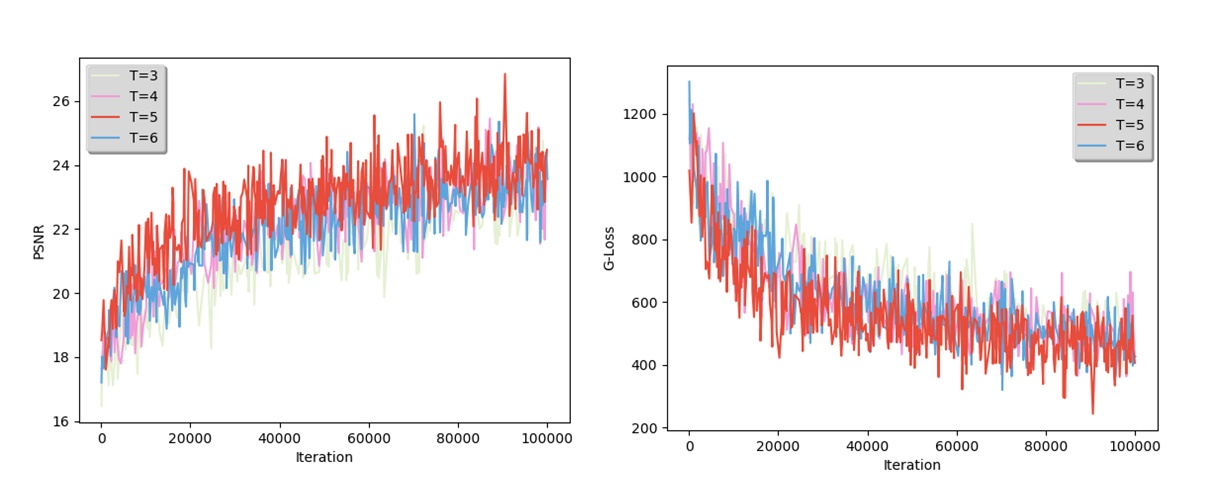 T=3
T=4
T=5
T=6
26
24
22
20
18
16
PSNR
0 20000 40000 60000 80000 100000
Iteration
T=3
T=4
T=5
T=6
1200
1000
800
600
400
200
G-Loss
0 20000 40000 60000 80000 100000
Iteration